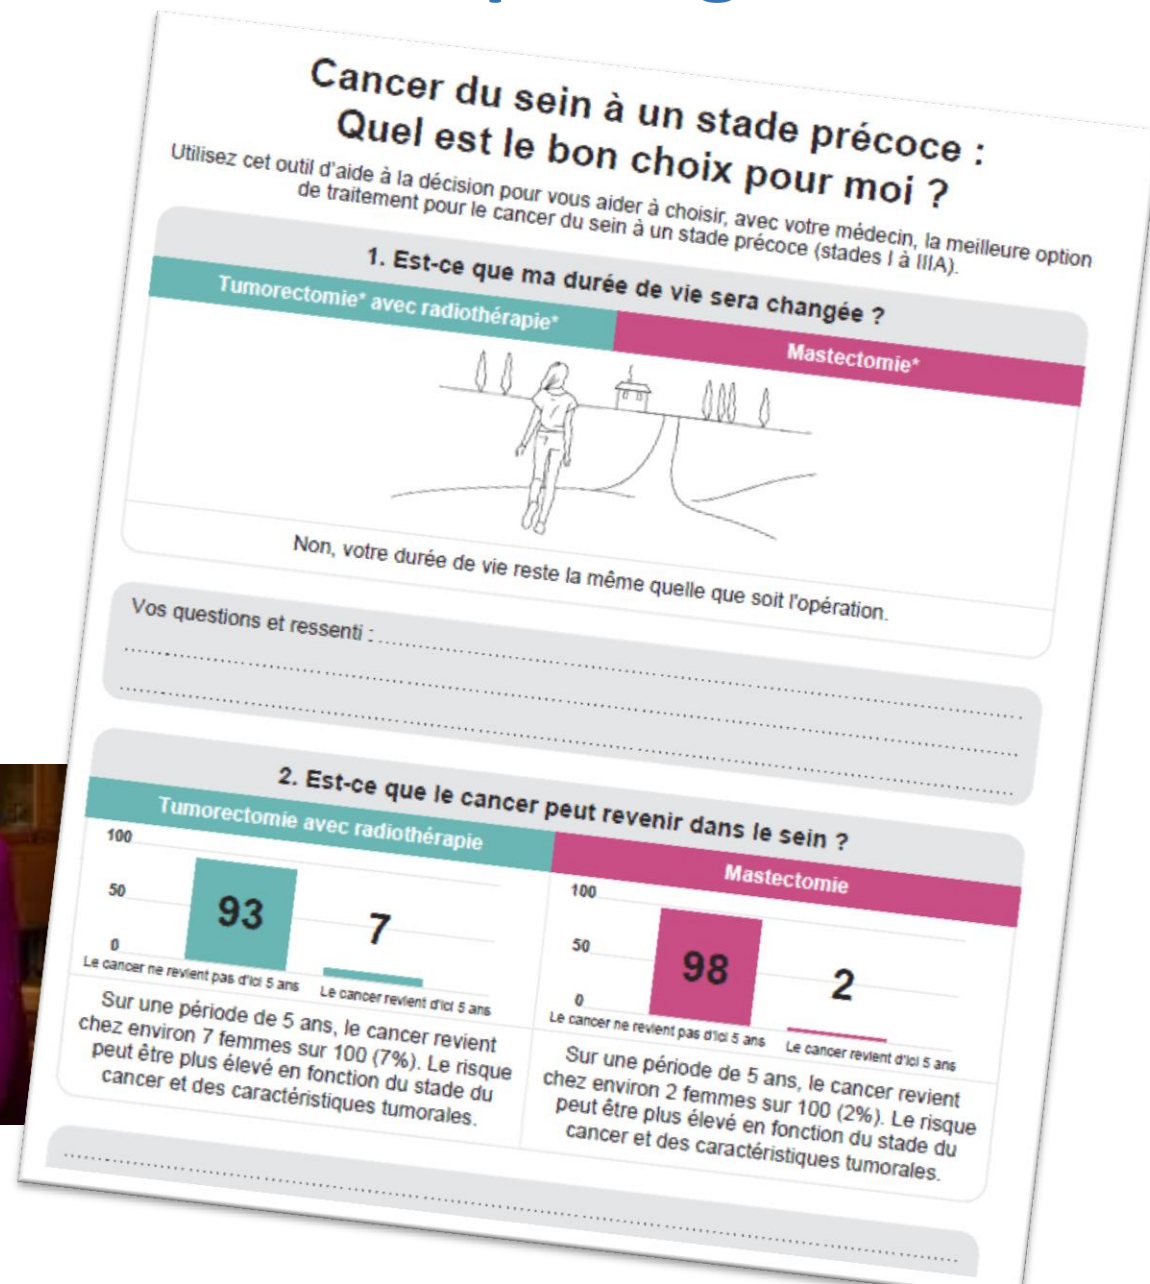 Cancer du sein à un stade précoce :
Quel est le bon choix pour moi ?
Utilisez cet outil d'aide à la décision pour vous aider à choisir, avec votre médecin, la meilleure option
de traitement pour le cancer du sein à un stade précoce (stades I à IIIA).
1. Est-ce que ma durée de vie sera changée ?
Tumorectomie* avec radiothérapie*
Mastectomie*
Non, votre durée de vie reste la même quelle que soit l'opération.
Vos questions et ressenti :
2. Est-ce que le cancer peut revenir dans le sein ?
Tumorectomie avec radiothérapie
100
50
0
93
7
Le cancer ne revient pas d'ici 5 ans
Le cancer revient d'ici 5 ans
Sur une période de 5 ans, le cancer revient
chez environ 7 femmes sur 100 (7%). Le risque
peut être plus élevé en fonction du stade du
cancer et des caractéristiques tumorales.
Mastectomie
100
50
0
98
2
Le cancer ne revient pas d'ici 5 ans
Le cancer revient d'ici 5 ans
Sur une période de 5 ans, le cancer revient
chez environ 2 femmes sur 100 (2%). Le risque
peut être plus élevé en fonction du stade du
cancer et des caractéristiques tumorales.